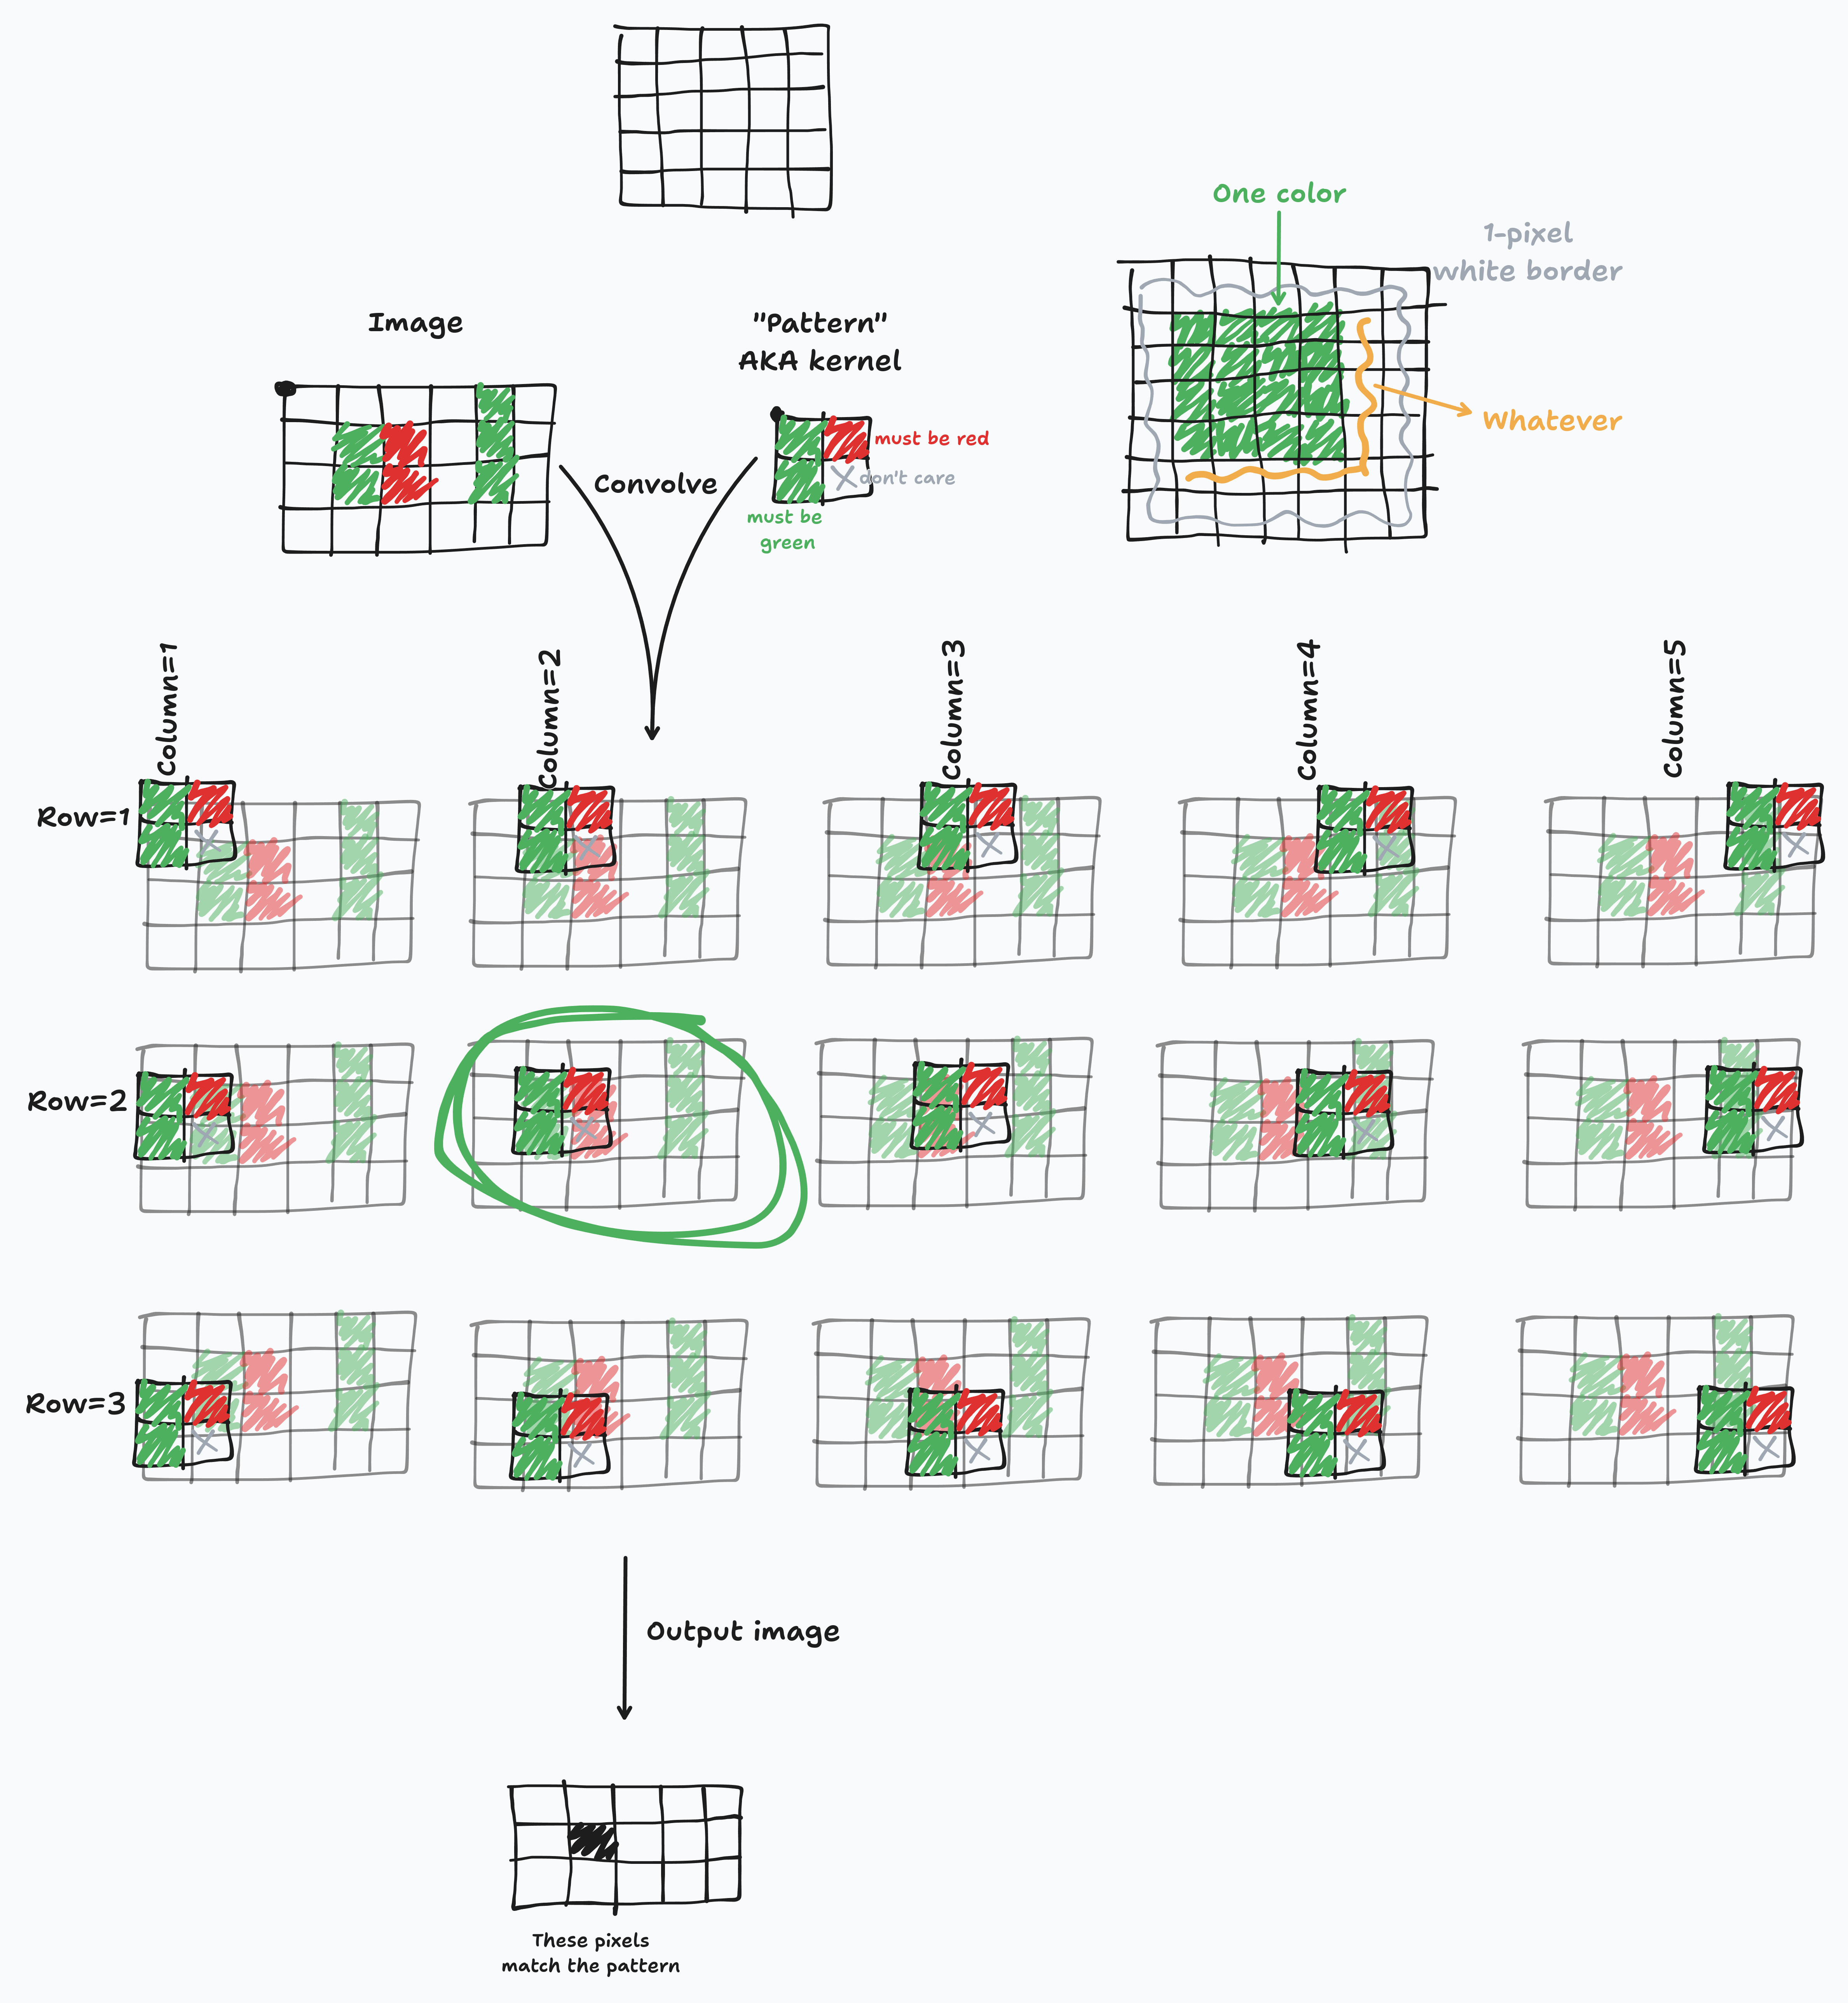 One color
1-pixel
white border
Image
"Pattern"
AKA kernel
Whatever
must be red
don't care
Convolve
must be
green
Column=1
Column=2
Column=3
Column=4
Column=5
Row=1
Row=2
Row=3
Output image
These pixels
match the pattern